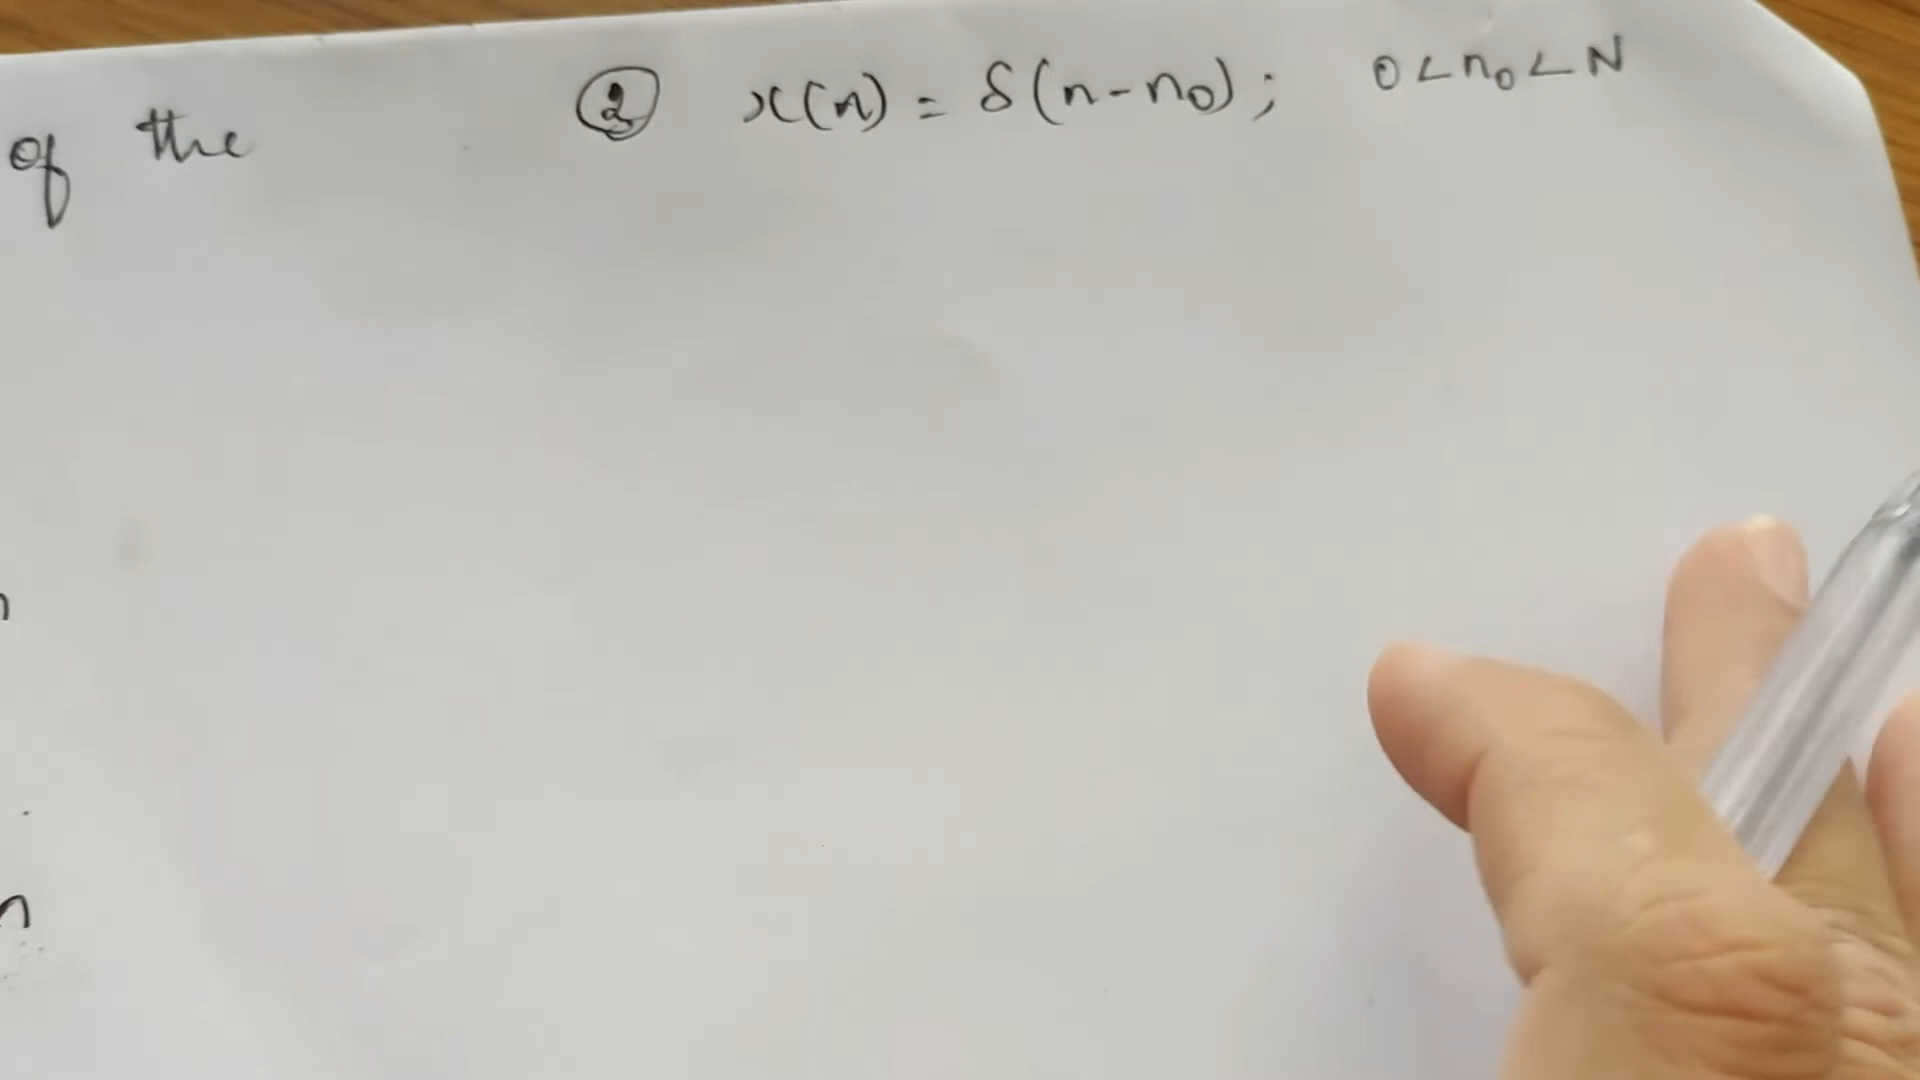 ② x(n) = δ(n-n₀); 0<n₀<N
of the
n
n